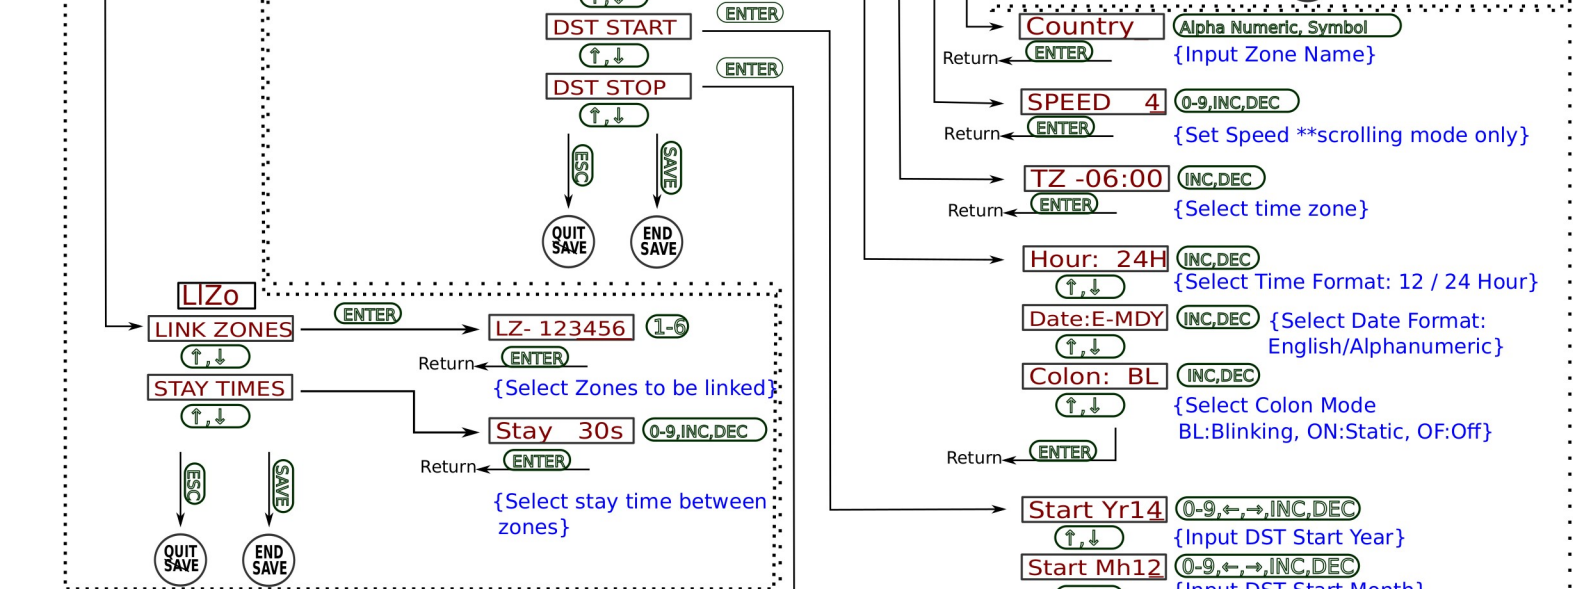 DST START
ENTER
↑,↓
DST STOP
ENTER
↑,↓
ESC
SAVE
QUIT
SAVE
END
SAVE
LIZo
LINK ZONES
ENTER
LZ- 123456
1-6
↑,↓
Return
ENTER
{Select Zones to be linked}
STAY TIMES
↑,↓
Stay 30s
0-9,INC,DEC
Return
ENTER
{Select stay time between
zones}
ESC
SAVE
QUIT
SAVE
END
SAVE
Country
Alpha Numeric, Symbol
Return
ENTER
{Input Zone Name}
SPEED 4
0-9,INC,DEC
Return
ENTER
{Set Speed **scrolling mode only}
TZ -06:00
INC,DEC
Return
ENTER
{Select time zone}
Hour: 24H
INC,DEC
↑,↓
{Select Time Format: 12 / 24 Hour}
Date:E-MDY
INC,DEC
{Select Date Format:
English/Alphanumeric}
↑,↓
Colon: BL
INC,DEC
↑,↓
{Select Colon Mode
BL:Blinking, ON:Static, OF:Off}
Return
ENTER
Start Yr14
0-9,←,→,INC,DEC
↑,↓
{Input DST Start Year}
Start Mh12
0-9,←,→,INC,DEC
{Input DST Start Month}